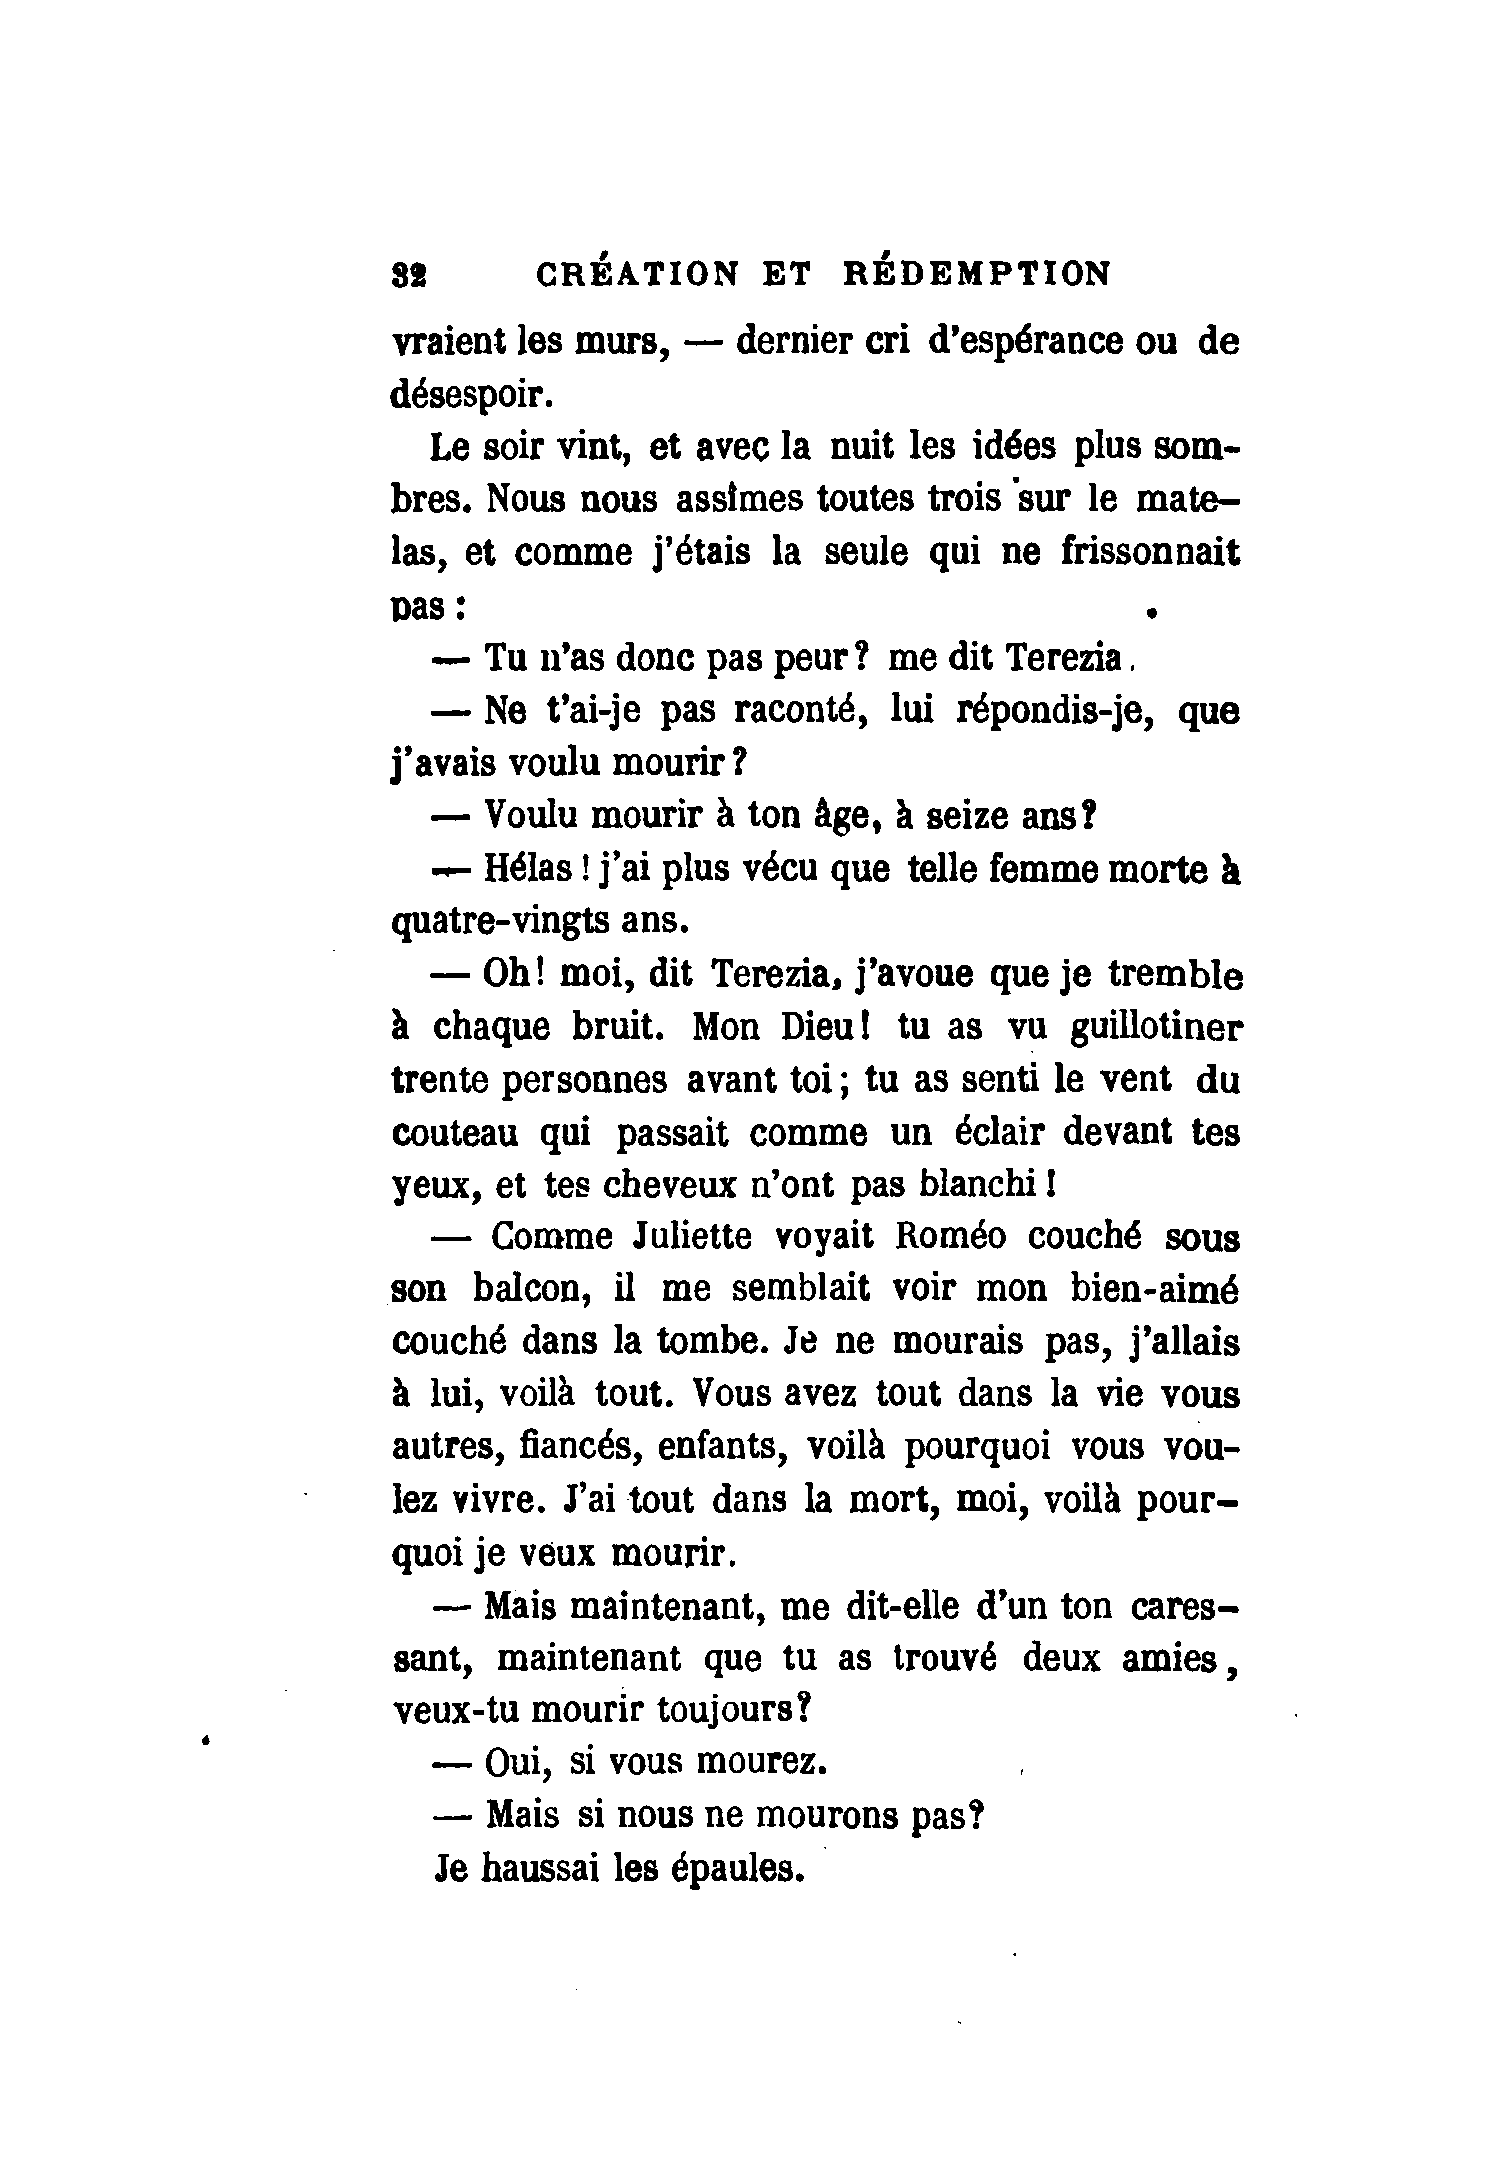 32 CRÉATION ET RÉDEMPTION
vraient les murs, — dernier cri d'espérance ou de
désespoir.
Le soir vint, et avec la nuit les idées plus som-
bres. Nous nous assîmes toutes trois sur le mate-
las, et comme j'étais la seule qui ne frissonnait
pas :
— Tu n'as donc pas peur? me dit Terezia.
— Ne t'ai-je pas raconté, lui répondis-je, que
j'avais voulu mourir?
— Voulu mourir à ton âge, à seize ans?
— Hélas ! j'ai plus vécu que telle femme morte à
quatre-vingts ans.
— Oh! moi, dit Terezia, j'avoue que je tremble
à chaque bruit. Mon Dieu! tu as vu guillotiner
trente personnes avant toi; tu as senti le vent du
couteau qui passait comme un éclair devant tes
yeux, et tes cheveux n'ont pas blanchi !
— Comme Juliette voyait Roméo couché sous
son balcon, il me semblait voir mon bien-aimé
couché dans la tombe. Je ne mourais pas, j'allais
à lui, voilà tout. Vous avez tout dans la vie vous
autres, fiancés, enfants, voilà pourquoi vous vou-
lez vivre. J'ai tout dans la mort, moi, voilà pour-
quoi je veux mourir.
— Mais maintenant, me dit-elle d'un ton cares-
sant, maintenant que tu as trouvé deux amies,
veux-tu mourir toujours?
— Oui, si vous mourez.
— Mais si nous ne mourons pas?
Je haussai les épaules.